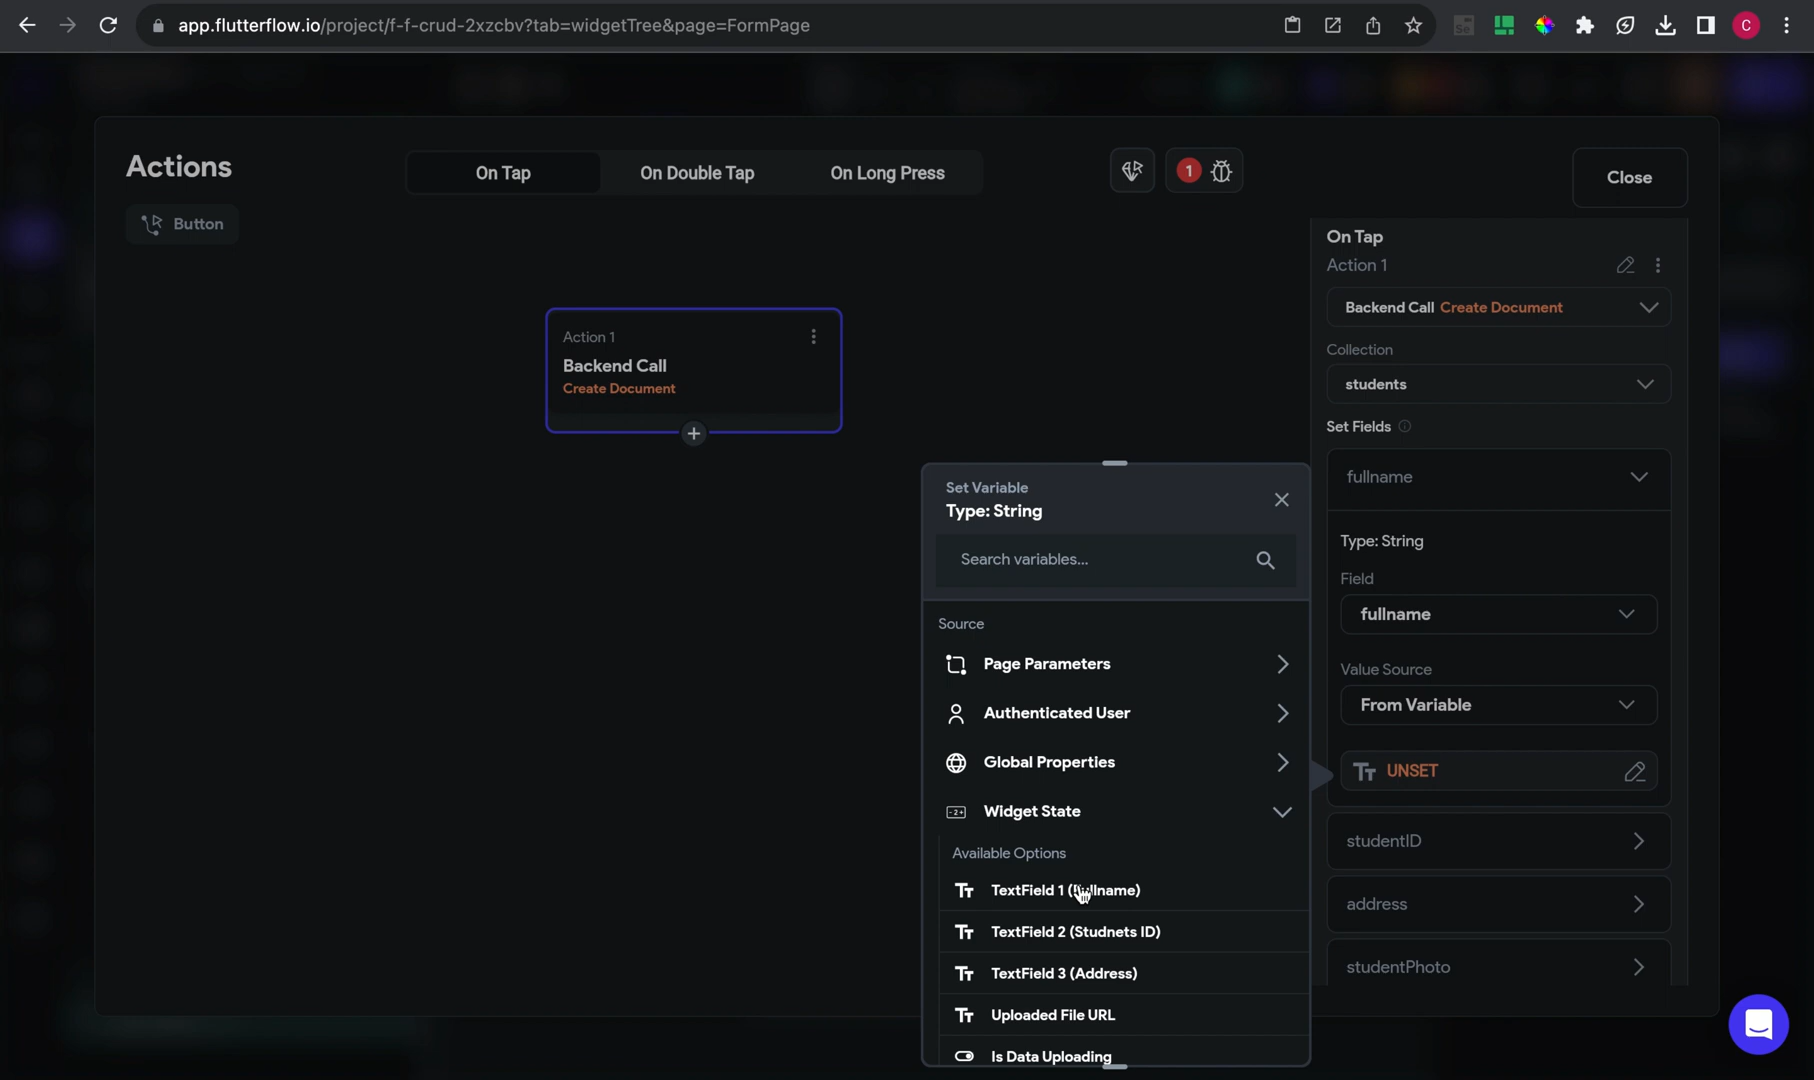 app.flutterflow.io/project/f-f-crud-2xzcbv?tab=widgetTree&page=FormPage
Se
C
Actions
On Tap
On Double Tap
On Long Press
1
Close
Button
On Tap
Action 1
Backend Call Create Document
Collection
students
Set Fields
fullname
Type: String
Field
fullname
Value Source
From Variable
UNSET
studentID
address
studentPhoto
Action 1
Backend Call
Create Document
Set Variable
Type: String
Search variables...
Source
Page Parameters
Authenticated User
Global Properties
Widget State
Available Options
TextField 1 (fullname)
TextField 2 (Studnets ID)
TextField 3 (Address)
Uploaded File URL
Is Data Uploading